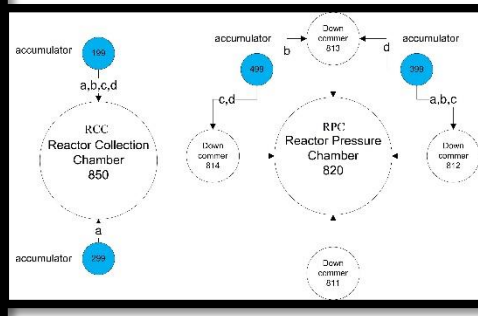 accumulator
199
a,b,c,d
RCC
Reactor Collection
Chamber
850
a
accumulator
299
accumulator
499
b
Down
commer
813
d
accumulator
399
c,d
a,b,c
Down
commer
814
RPC
Reactor Pressure
Chamber
820
Down
commer
812
Down
commer
811